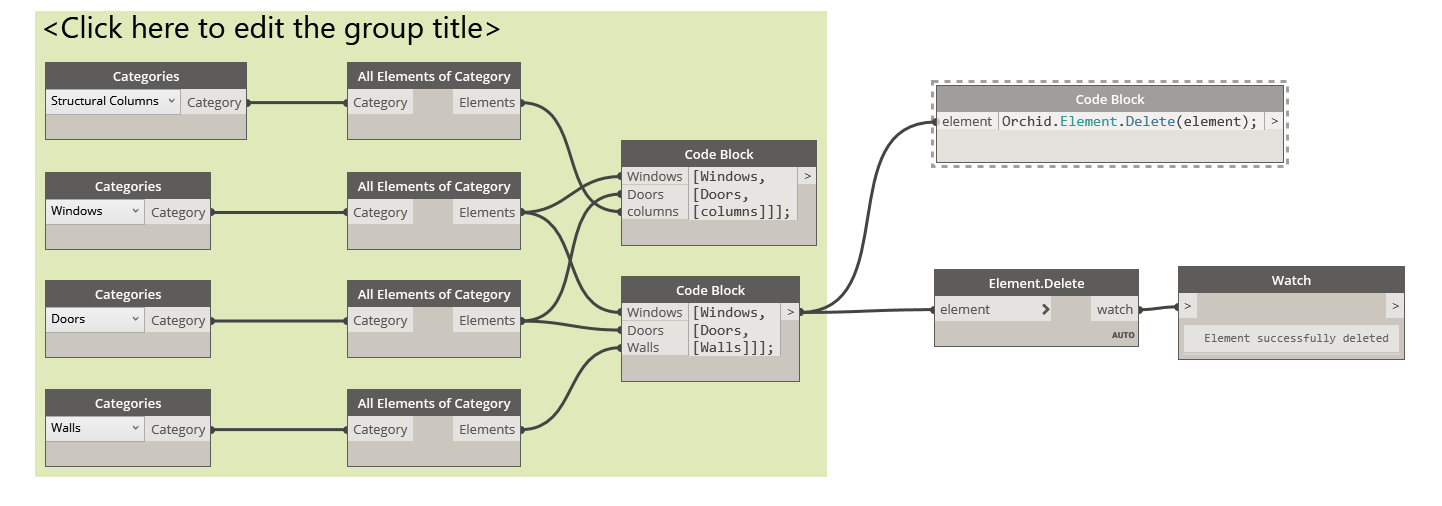 <Click here to edit the group title>
Categories
Structural Columns Category
All Elements of Category
Category Elements
Categories
Windows Category
All Elements of Category
Category Elements
Categories
Doors Category
All Elements of Category
Category Elements
Categories
Walls Category
All Elements of Category
Category Elements
Code Block
Windows [Windows, >
Doors [Doors,
columns [columns]]];
Code Block
Windows [Windows, >
Doors [Doors,
Walls [Walls]]];
Code Block
element Orchid.Element.Delete(element); >
Element.Delete
element watch
AUTO
Watch
> >
Element successfully deleted